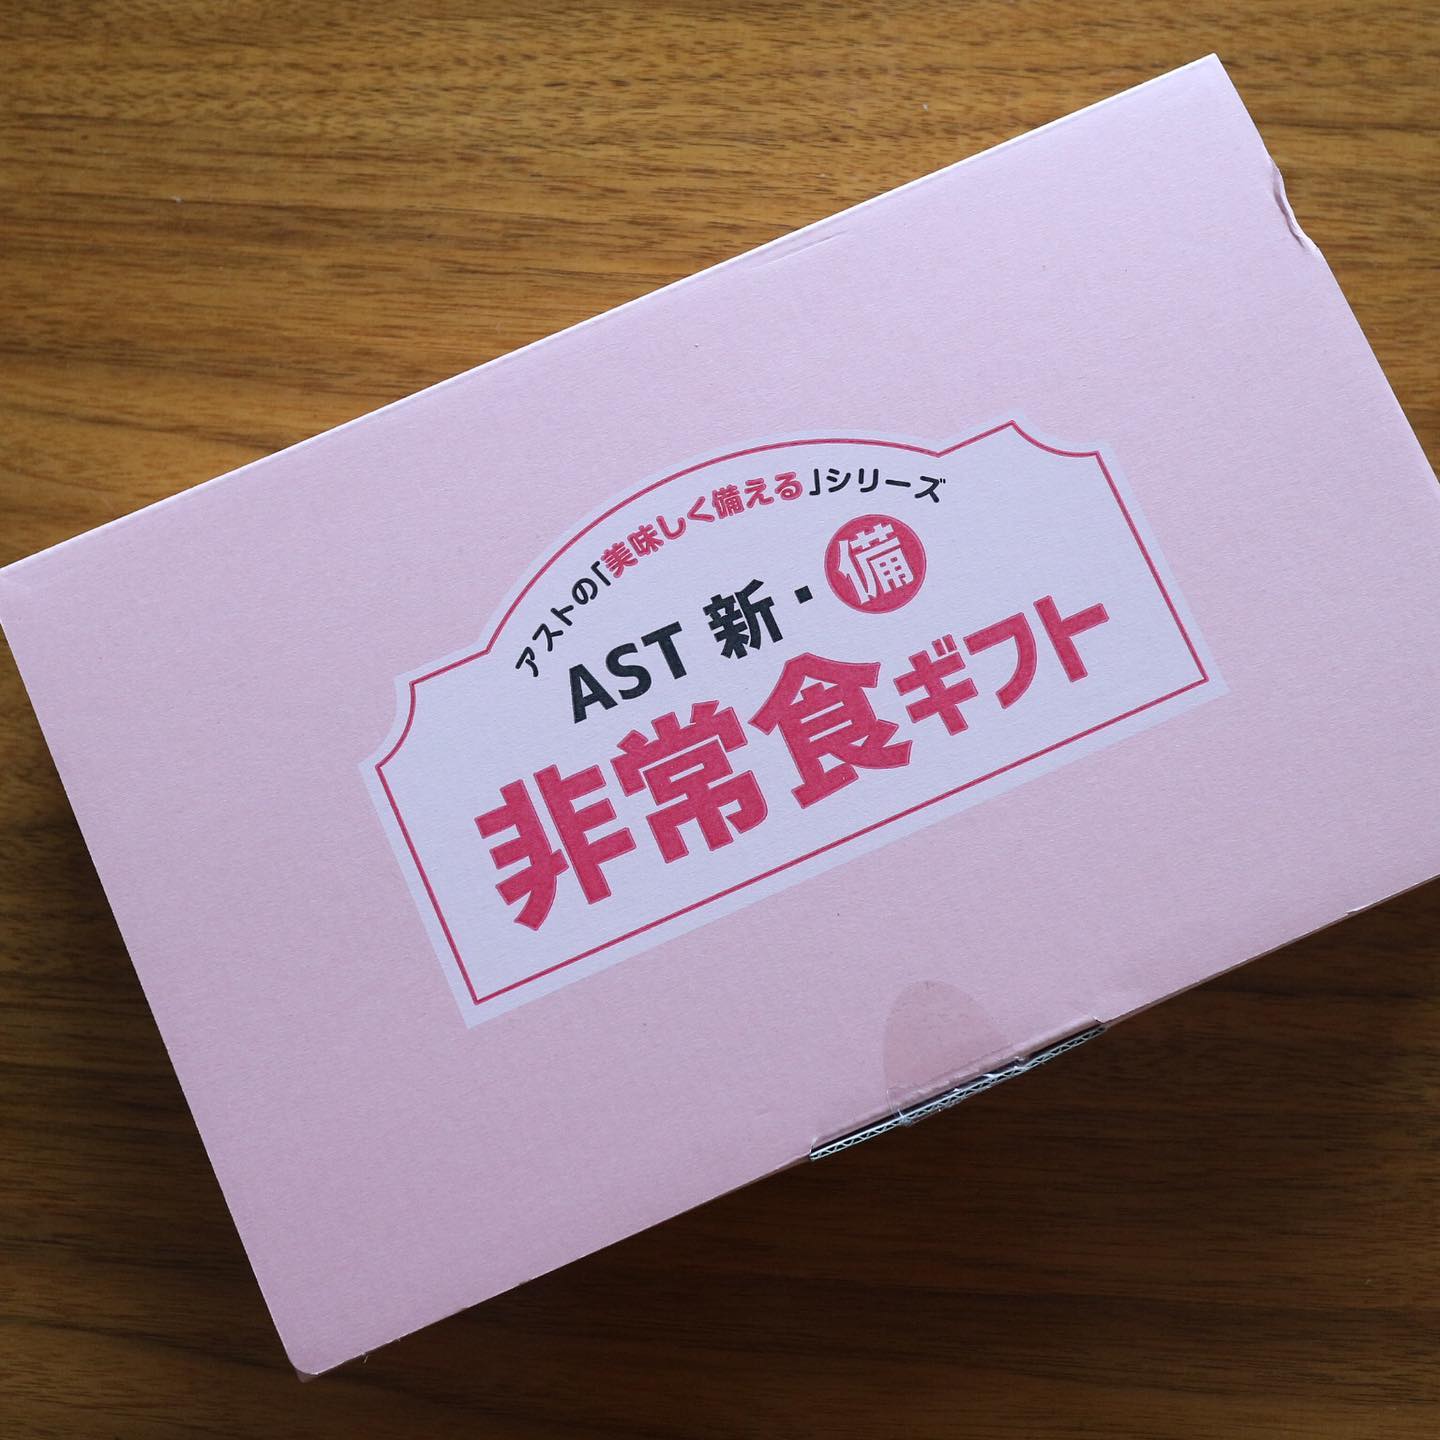 アストの「美味しく備える」シリーズ
AST 新・備
非常食ギフト